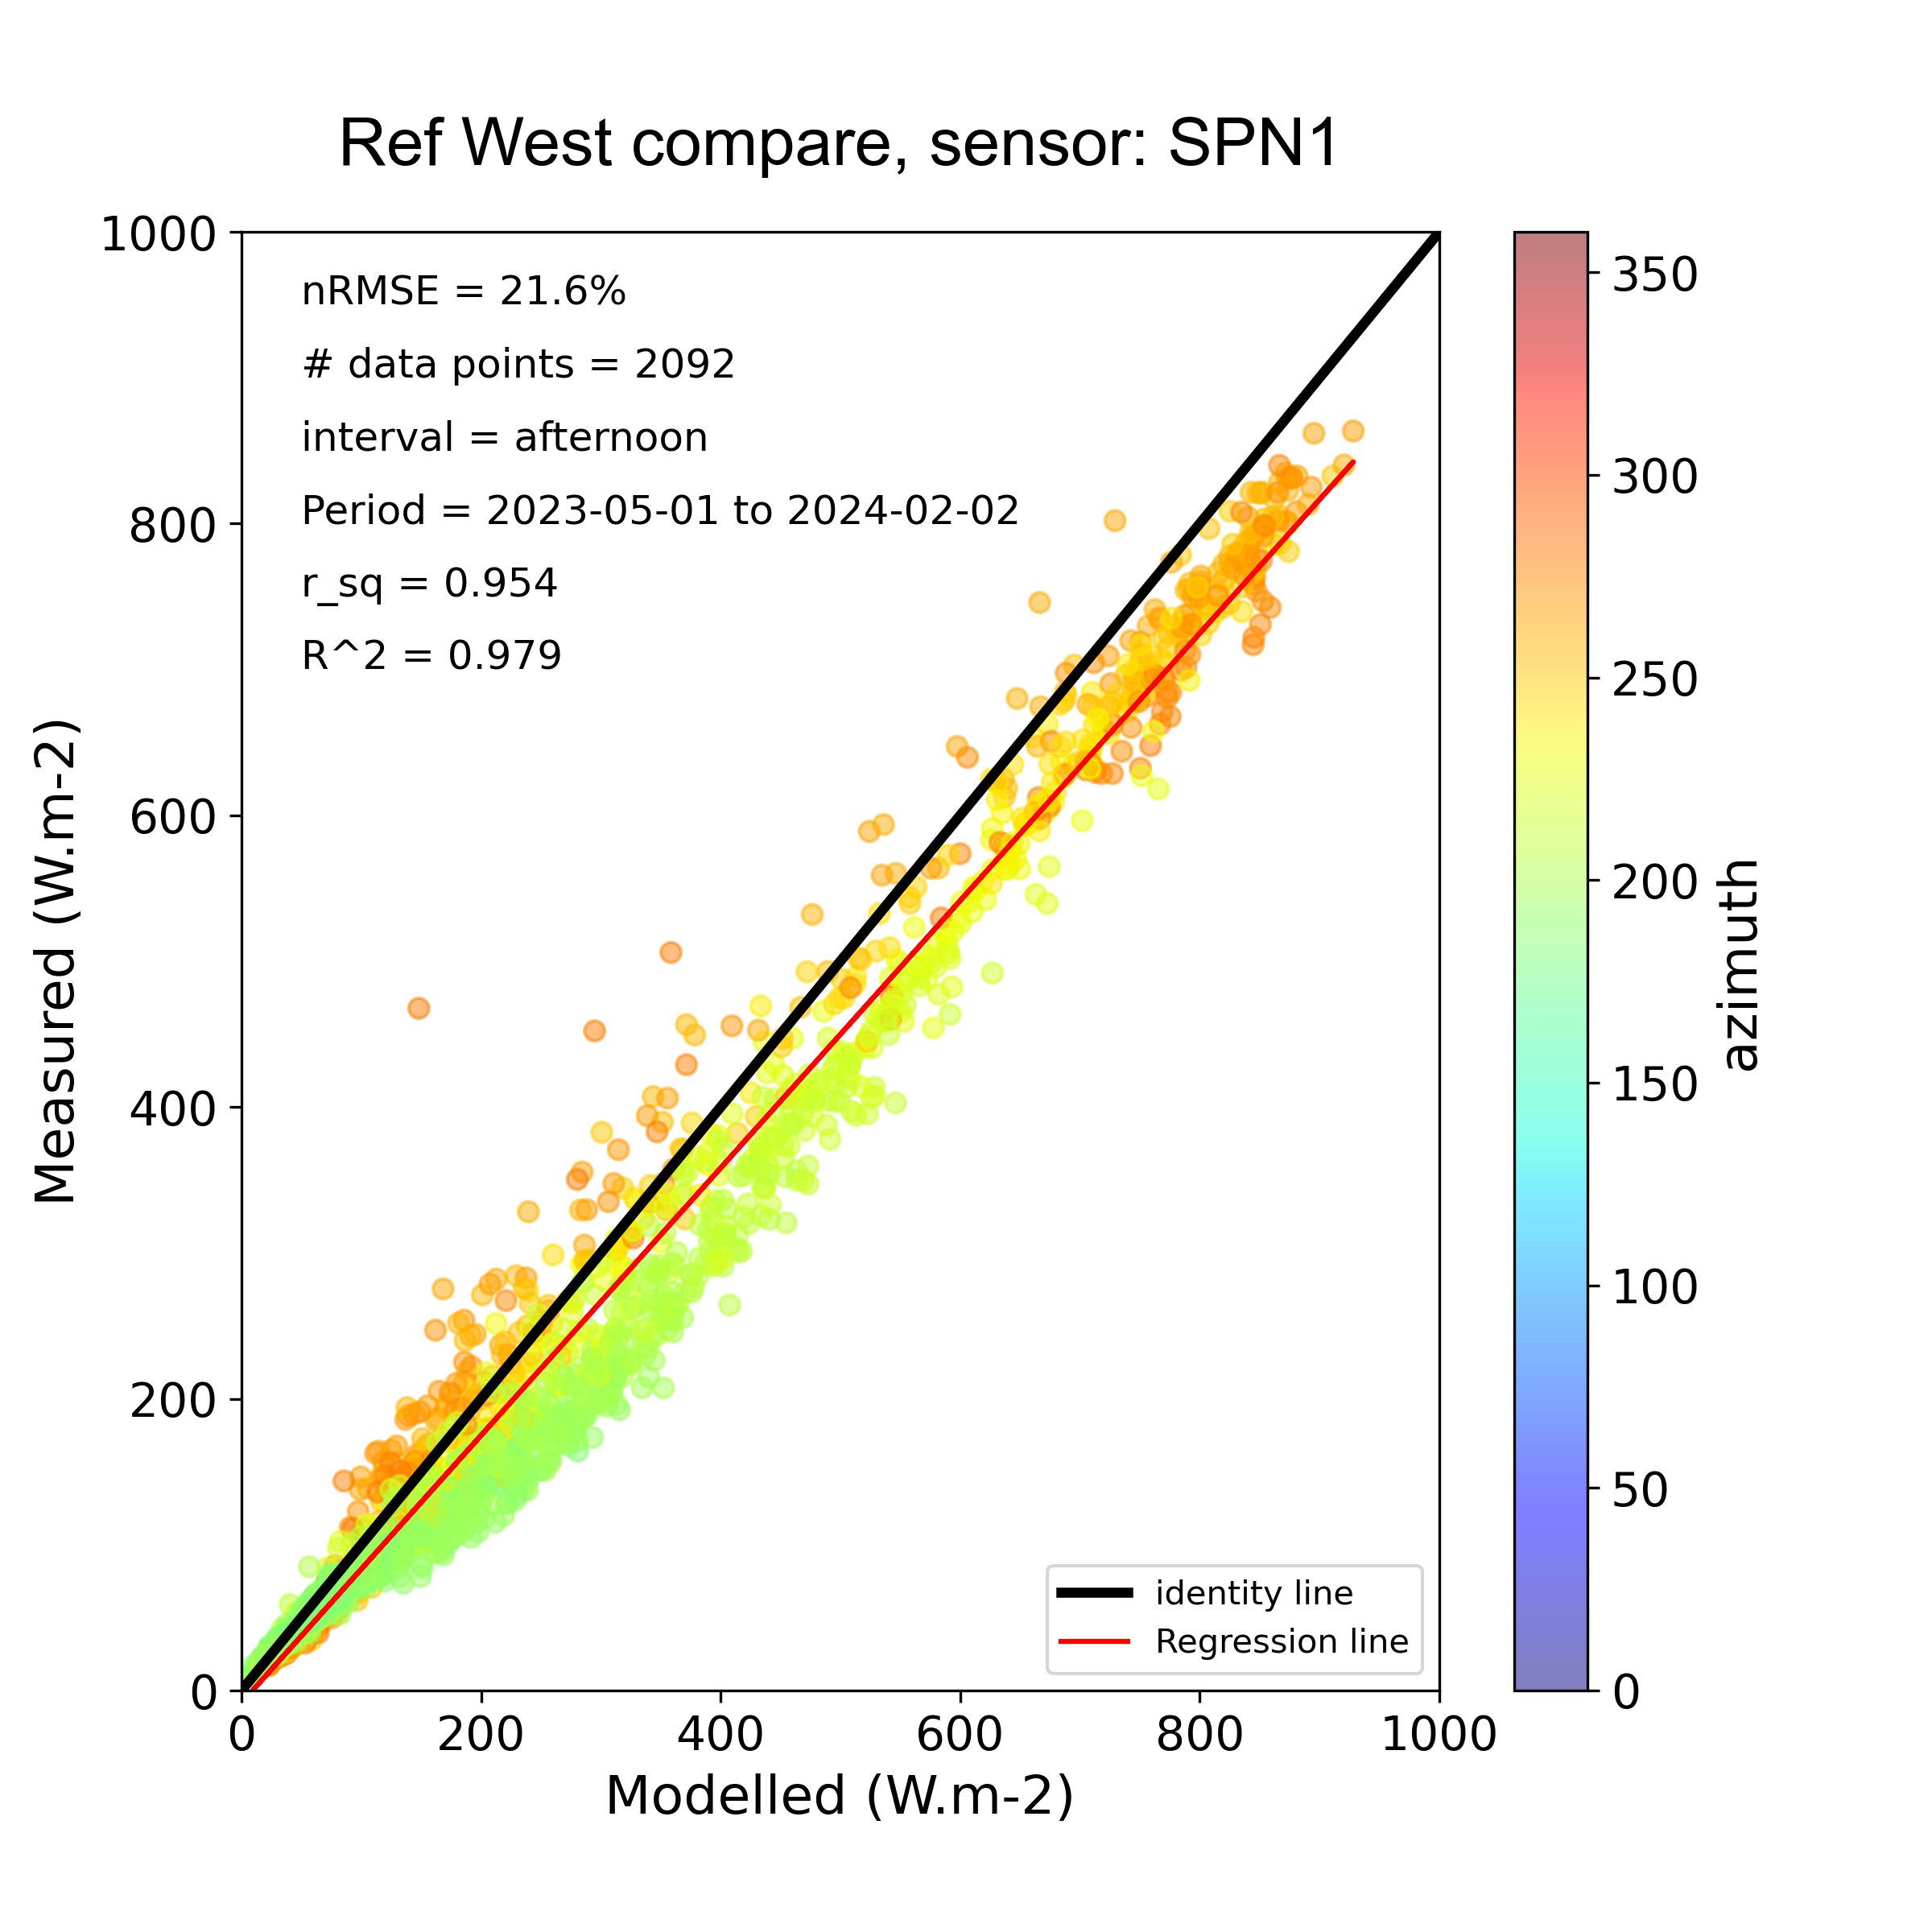 Ref West compare, sensor: SPN1
1000
800
600
400
200
0
Measured (W.m-2)
nRMSE = 21.6%
# data points = 2092
interval = afternoon
Period = 2023-05-01 to 2024-02-02
r_sq = 0.954
R^2 = 0.979
identity line
Regression line
0 200 400 600 800 1000
Modelled (W.m-2)
350
300
250
200
150
100
50
0
azimuth